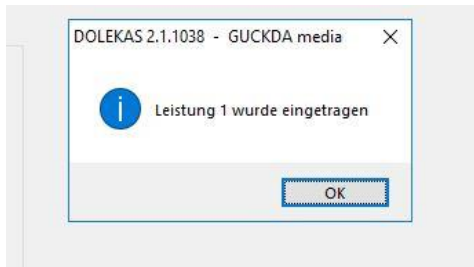 DOLEKAS 2.1.1038 - GUCKDA media
Leistung 1 wurde eingetragen
OK